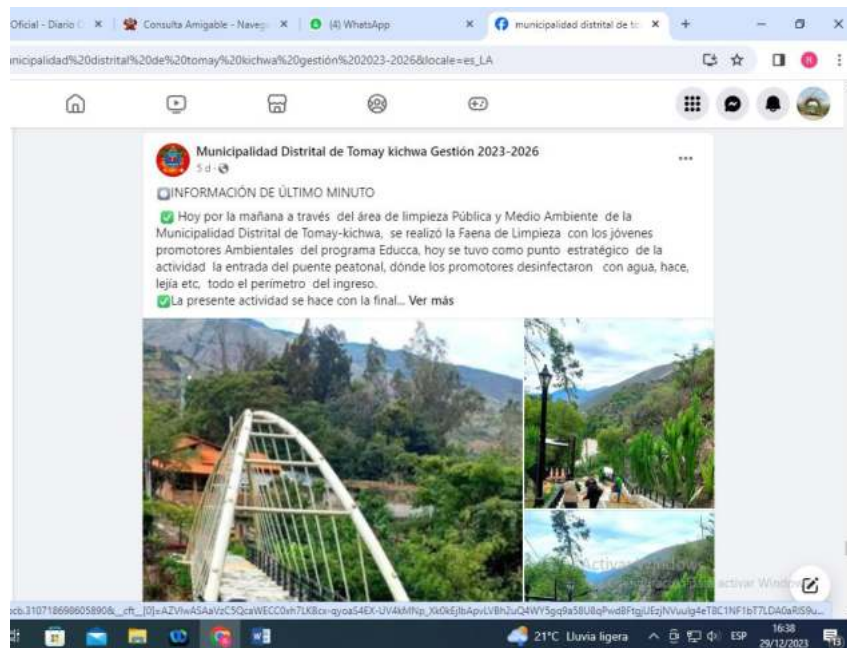 Oficial - Diario
Consulta Amigable - Naveg
(4) WhatsApp
municipalidad distrital de to
nicipalidad%20distrital%20de%20tomay%20kichwa%20gestión%202023-2026&locale=es_LA
Municipalidad Distrital de Tomay kichwa Gestión 2023-2026
5 d
INFORMACIÓN DE ÚLTIMO MINUTO
Hoy por la mañana a través del área de limpieza Pública y Medio Ambiente de la
Municipalidad Distrital de Tomay-kichwa, se realizó la Faena de Limpieza con los jóvenes
promotores Ambientales del programa Educca, hoy se tuvo como punto estratégico de la
actividad la entrada del puente peatonal, dónde los promotores desinfectaron con agua, hace,
lejía etc, todo el perímetro del ingreso.
La presente actividad se hace con la final... Ver más
Activar Windows
activar Windows
21°C Lluvia ligera
ESP
16:38
29/12/2023